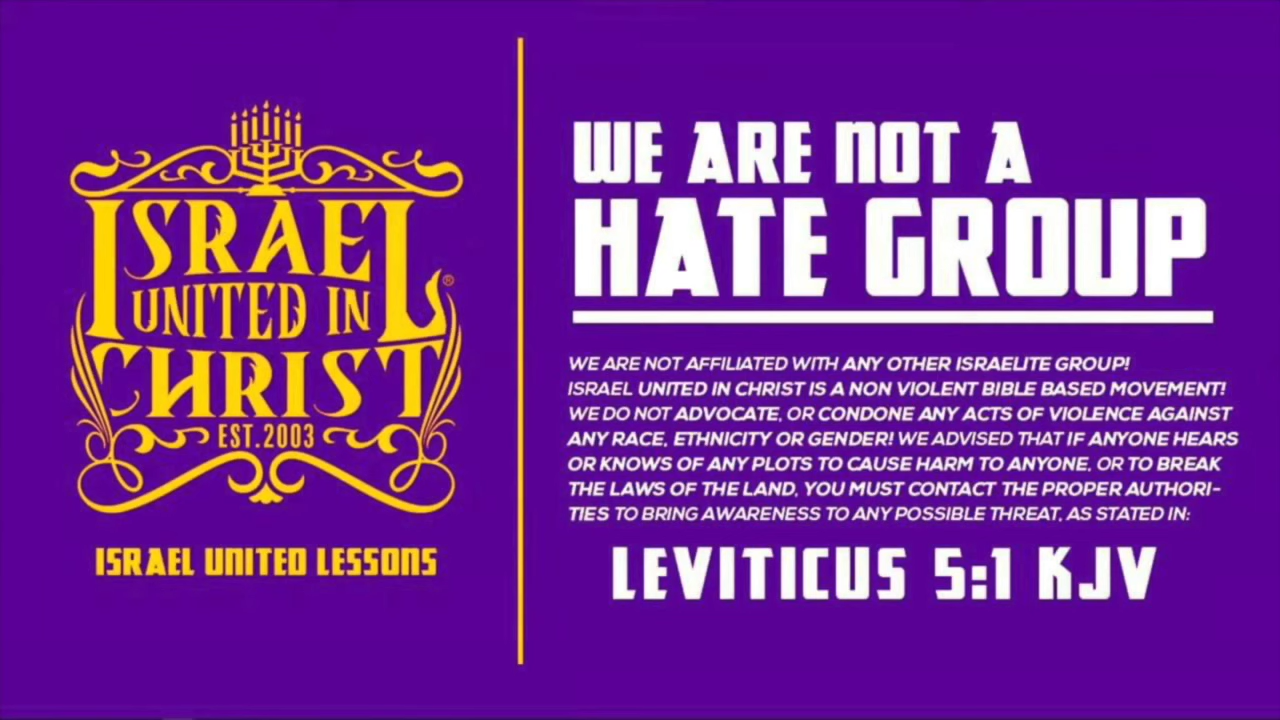 ISRAEL®
UNITED IN
CHRIST
EST.2003
ISRAEL UNITED LESSONS
WE ARE NOT A
HATE GROUP
WE ARE NOT AFFILIATED WITH ANY OTHER ISRAELITE GROUP!
ISRAEL UNITED IN CHRIST IS A NON VIOLENT BIBLE BASED MOVEMENT!
WE DO NOT ADVOCATE, OR CONDONE ANY ACTS OF VIOLENCE AGAINST
ANY RACE, ETHNICITY OR GENDER! WE ADVISED THAT IF ANYONE HEARS
OR KNOWS OF ANY PLOTS TO CAUSE HARM TO ANYONE, OR TO BREAK
THE LAWS OF THE LAND, YOU MUST CONTACT THE PROPER AUTHORI-
TIES TO BRING AWARENESS TO ANY POSSIBLE THREAT, AS STATED IN:
LEVITICUS 5:1 KJV